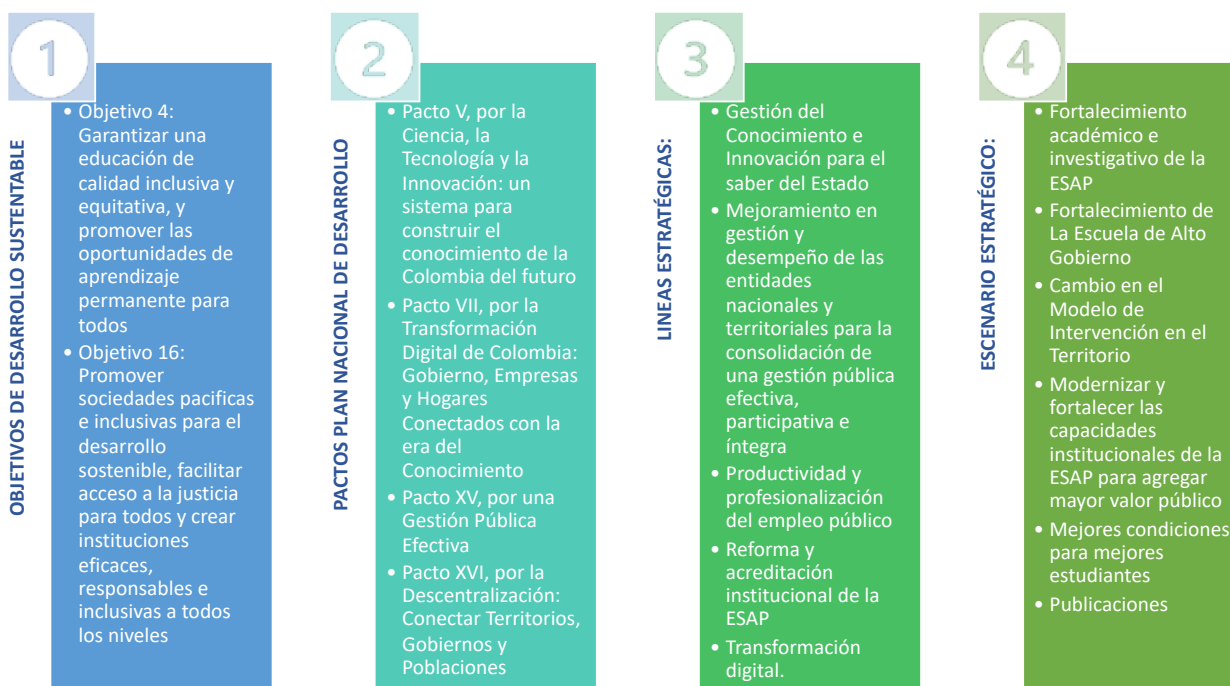 1
OBJETIVOS DE DESARROLLO SUSTENTABLE
• Objetivo 4:
Garantizar una
educación de
calidad inclusiva y
equitativa, y
promover las
oportunidades de
aprendizaje
permanente para
todos
• Objetivo 16:
Promover
sociedades pacificas
e inclusivas para el
desarrollo
sostenible, facilitar
acceso a la justicia
para todos y crear
instituciones
eficaces,
responsables e
inclusivas a todos
los niveles
2
PACTOS PLAN NACIONAL DE DESARROLLO
• Pacto V, por la
Ciencia, la
Tecnología y la
Innovación: un
sistema para
construir el
conocimiento de la
Colombia del futuro
• Pacto VII, por la
Transformación
Digital de Colombia:
Gobierno, Empresas
y Hogares
Conectados con la
era del
Conocimiento
• Pacto XV, por una
Gestión Pública
Efectiva
• Pacto XVI, por la
Descentralización:
Conectar Territorios,
Gobiernos y
Poblaciones
3
LINEAS ESTRATÉGICAS:
• Gestión del
Conocimiento e
Innovación para el
saber del Estado
• Mejoramiento en
gestión y
desempeño de las
entidades
nacionales y
territoriales para la
consolidación de
una gestión pública
efectiva,
participativa e
íntegra
• Productividad y
profesionalización
del empleo público
• Reforma y
acreditación
institucional de la
ESAP
• Transformación
digital.
4
ESCENARIO ESTRATÉGICO:
• Fortalecimiento
académico e
investigativo de la
ESAP
• Fortalecimiento de
La Escuela de Alto
Gobierno
• Cambio en el
Modelo de
Intervención en el
Territorio
• Modernizar y
fortalecer las
capacidades
institucionales de la
ESAP para agregar
mayor valor público
• Mejores condiciones
para mejores
estudiantes
• Publicaciones